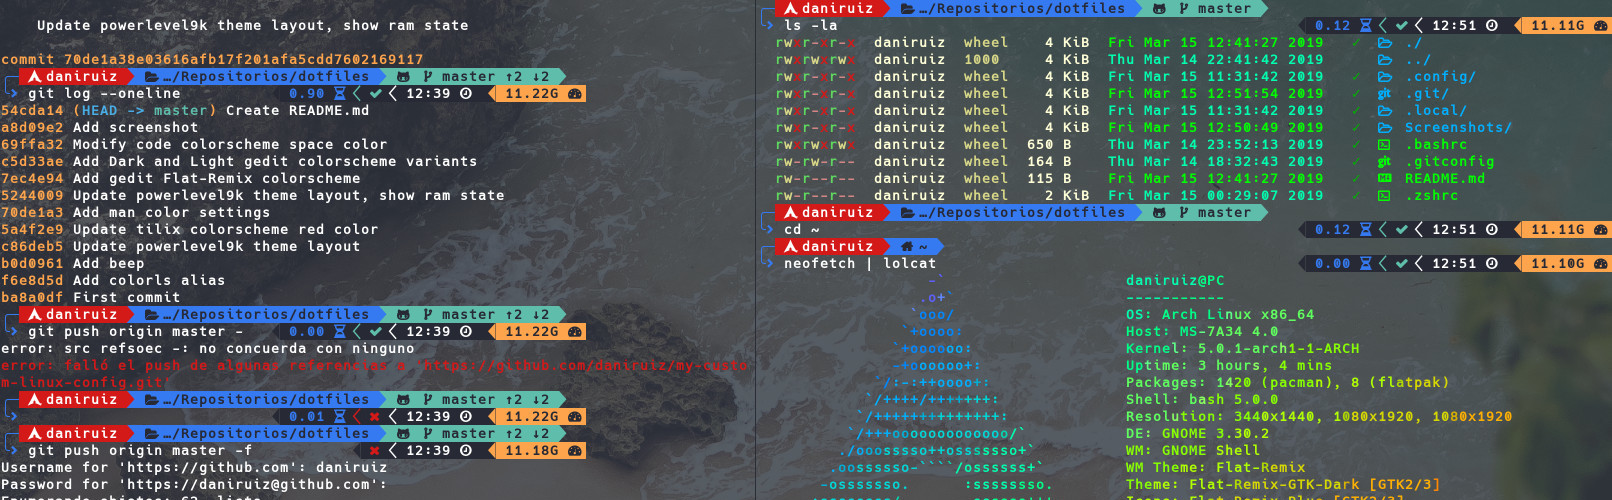 Update powerlevel9k theme layout, show ram state
commit 70de1a38e03616afb17f201afa5cdd7602169117
daniruiz …/Repositorios/dotfiles master ↑2 ↓2
git log --oneline 0.90 12:39 11.22G
54cda14 (HEAD -> master) Create README.md
a8d09e2 Add screenshot
69ffa32 Modify code colorscheme space color
c5d33ae Add Dark and Light gedit colorscheme variants
7ec4e94 Add gedit Flat-Remix colorscheme
5244009 Update powerlevel9k theme layout, show ram state
70de1a3 Add man color settings
5a4f2e9 Update tilix colorscheme red color
c86deb5 Update powerlevel9k theme layout
b0d0961 Add beep
f6e8d5d Add colorls alias
ba8a0df First commit
daniruiz …/Repositorios/dotfiles master ↑2 ↓2
git push origin master - 0.00 12:39 11.22G
error: src refsoec -: no concuerda con ninguno
error: falló el push de algunas referencias a 'https://github.com/daniruiz/my-custo
m-linux-config.git'
daniruiz …/Repositorios/dotfiles master ↑2 ↓2
0.01 12:39 11.22G
daniruiz …/Repositorios/dotfiles master ↑2 ↓2
git push origin master -f 12:39 11.18G
Username for 'https://github.com': daniruiz
Password for 'https://daniruiz@github.com':
daniruiz …/Repositorios/dotfiles master
ls -la 0.12 12:51 11.11G
rwxr-xr-x daniruiz wheel 4 KiB Fri Mar 15 12:41:27 2019 ✓ ./
rwxrwxrwx daniruiz 1000 4 KiB Thu Mar 14 22:41:42 2019 ../
rwxr-xr-x daniruiz wheel 4 KiB Fri Mar 15 11:31:42 2019 ✓ .config/
rwxr-xr-x daniruiz wheel 4 KiB Fri Mar 15 12:51:54 2019 ✓ git .git/
rwxr-xr-x daniruiz wheel 4 KiB Fri Mar 15 11:31:42 2019 ✓ .local/
rwxr-xr-x daniruiz wheel 4 KiB Fri Mar 15 12:50:49 2019 ✓ Screenshots/
rwxrwxrwx daniruiz wheel 650 B Thu Mar 14 23:52:13 2019 ✓ .bashrc
rw-rw-r-- daniruiz wheel 164 B Thu Mar 14 18:32:43 2019 ✓ git .gitconfig
rw-r--r-- daniruiz wheel 115 B Fri Mar 15 12:41:27 2019 ✓ README.md
rw-r--r-- daniruiz wheel 2 KiB Fri Mar 15 00:29:07 2019 ✓ .zshrc
daniruiz …/Repositorios/dotfiles master
cd ~ 0.12 12:51 11.11G
daniruiz ~
neofetch | lolcat 0.00 12:51 11.10G
daniruiz@PC
-----------
OS: Arch Linux x86_64
Host: MS-7A34 4.0
Kernel: 5.0.1-arch1-1-ARCH
Uptime: 3 hours, 4 mins
Packages: 1420 (pacman), 8 (flatpak)
Shell: bash 5.0.0
Resolution: 3440x1440, 1080x1920, 1080x1920
DE: GNOME 3.30.2
WM: GNOME Shell
WM Theme: Flat-Remix
Theme: Flat-Remix-GTK-Dark [GTK2/3]